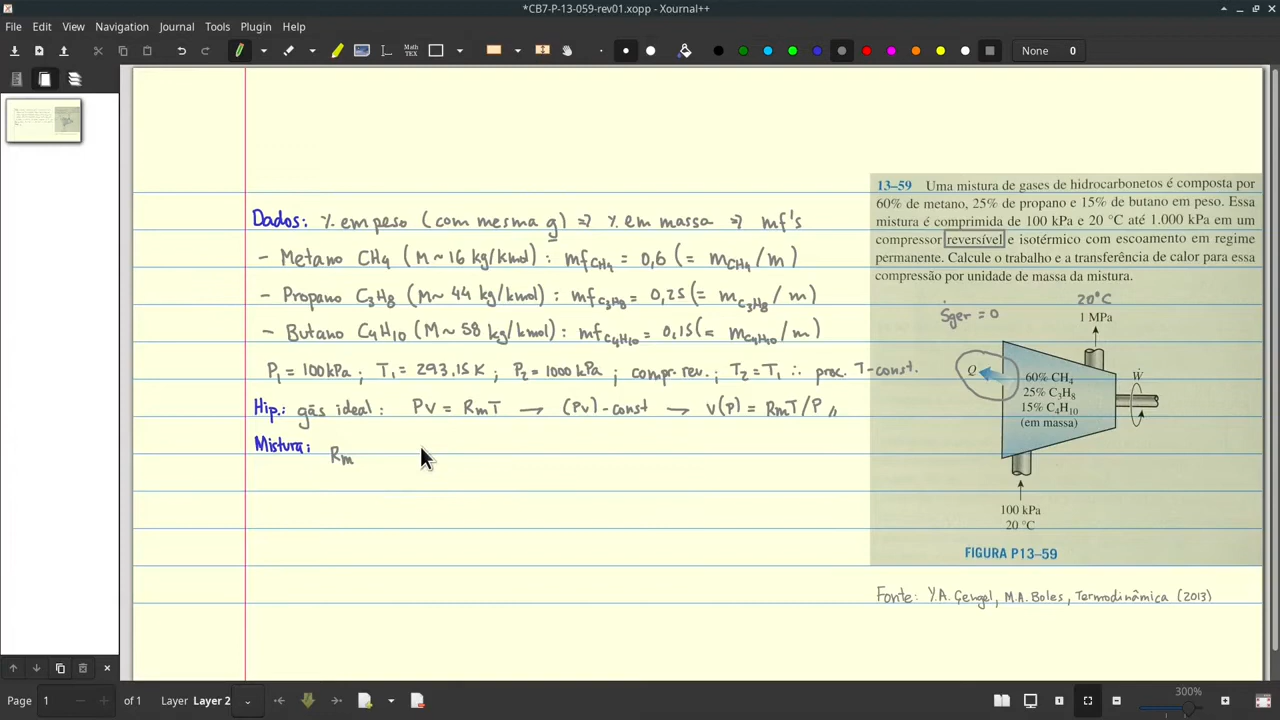 *CB7-P-13-059-rev01.xopp - Xournal++
File Edit View Navigation Journal Tools Plugin Help
Math TEX
None 0
Dados: % em peso (com mesma g) => % em massa => mf's
- Metano CH4 (M ~ 16 kg/kmol) : mfCH4 = 0,6 (= mCH4 / m)
- Propano C3H8 (M ~ 44 kg/kmol) : mfC3H8 = 0,25 (= mC3H8 / m)
- Butano C4H10 (M ~ 58 kg/kmol) : mfC4H10 = 0,15 (= mC4H10 / m)
P1 = 100 kPa ; T1 = 293,15 K ; P2 = 1000 kPa ; compr. rev. ; T2 = T1 ∴ proc. T-const.
Hip.: gás ideal : Pv = RmT → (Pv)-const → v(P) = RmT/P //
Mistura: Rm
13–59 Uma mistura de gases de hidrocarbonetos é composta por
60% de metano, 25% de propano e 15% de butano em peso. Essa
mistura é comprimida de 100 kPa e 20 °C até 1.000 kPa em um
compressor reversível e isotérmico com escoamento em regime
permanente. Calcule o trabalho e a transferência de calor para essa
compressão por unidade de massa da mistura.
Ṡger = 0
20°C
1 MPa
Q̇
Ẇ
60% CH4
25% C3H8
15% C4H10
(em massa)
100 kPa
20 °C
FIGURA P13–59
Fonte: Y.A. Çengel, M.A. Boles, Termodinâmica (2013)
Page 1 of 1 Layer Layer 2
300%